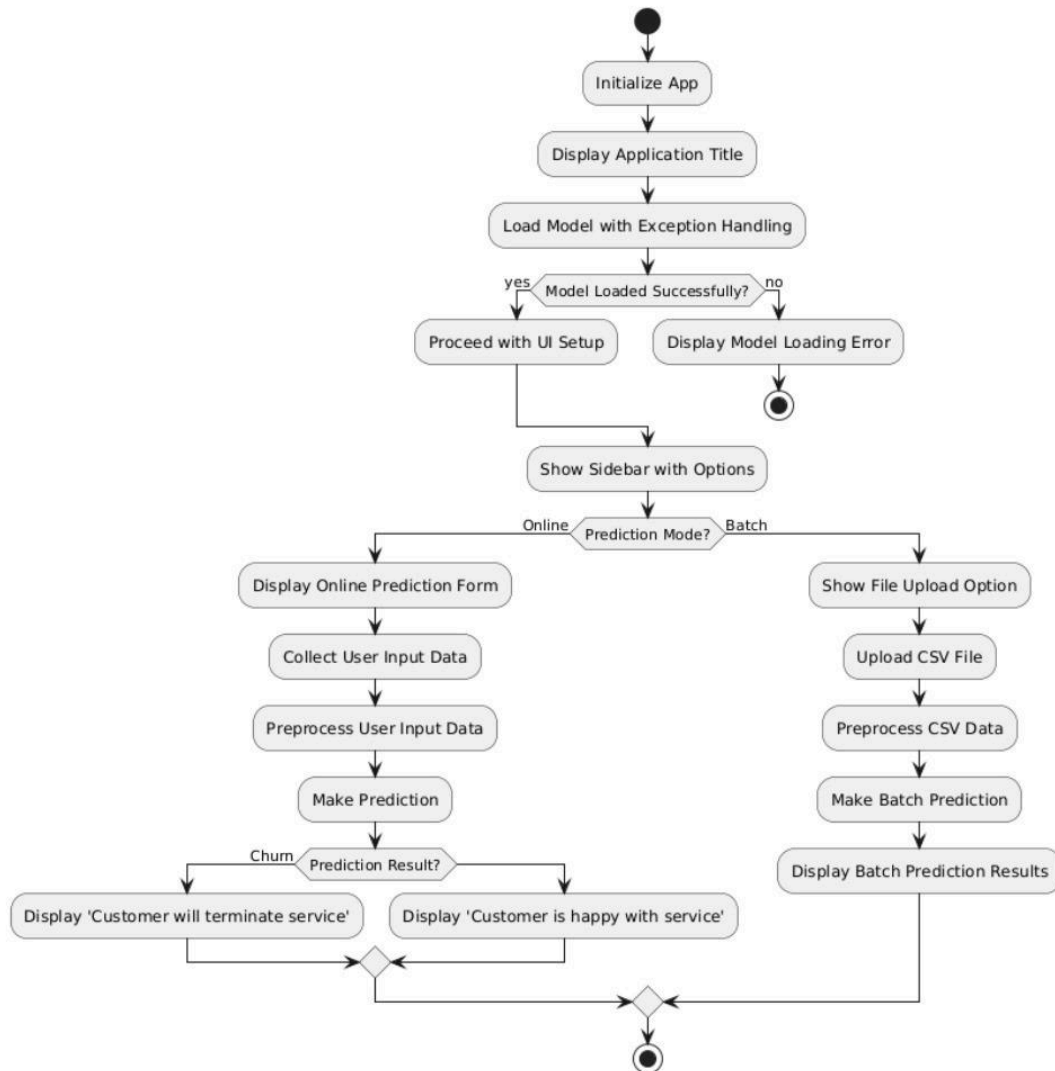 Initialize App
Display Application Title
Load Model with Exception Handling
yes
Model Loaded Successfully?
no
Proceed with UI Setup
Display Model Loading Error
Show Sidebar with Options
Online
Prediction Mode?
Batch
Display Online Prediction Form
Show File Upload Option
Collect User Input Data
Upload CSV File
Preprocess User Input Data
Preprocess CSV Data
Make Prediction
Make Batch Prediction
Churn
Prediction Result?
Display Batch Prediction Results
Display 'Customer will terminate service'
Display 'Customer is happy with service'